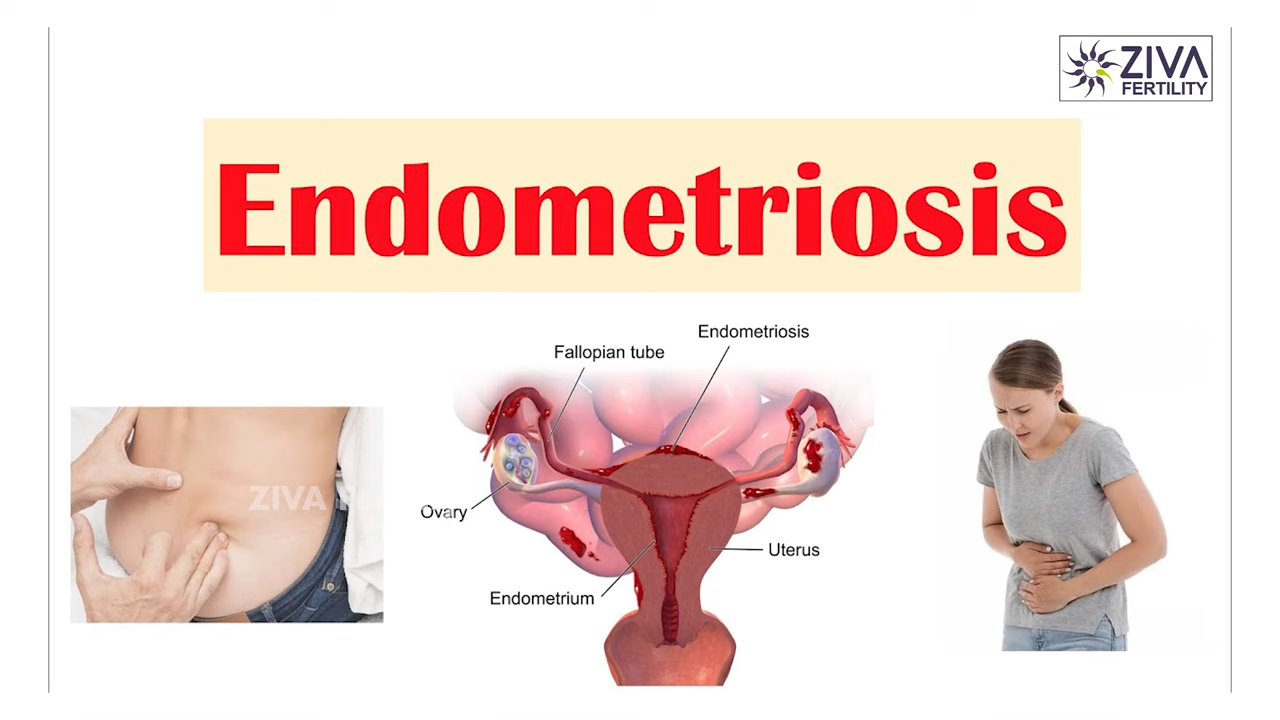 ZIVA
FERTILITY
Endometriosis
Endometriosis
Fallopian tube
Ovary
Uterus
Endometrium
ZIVA